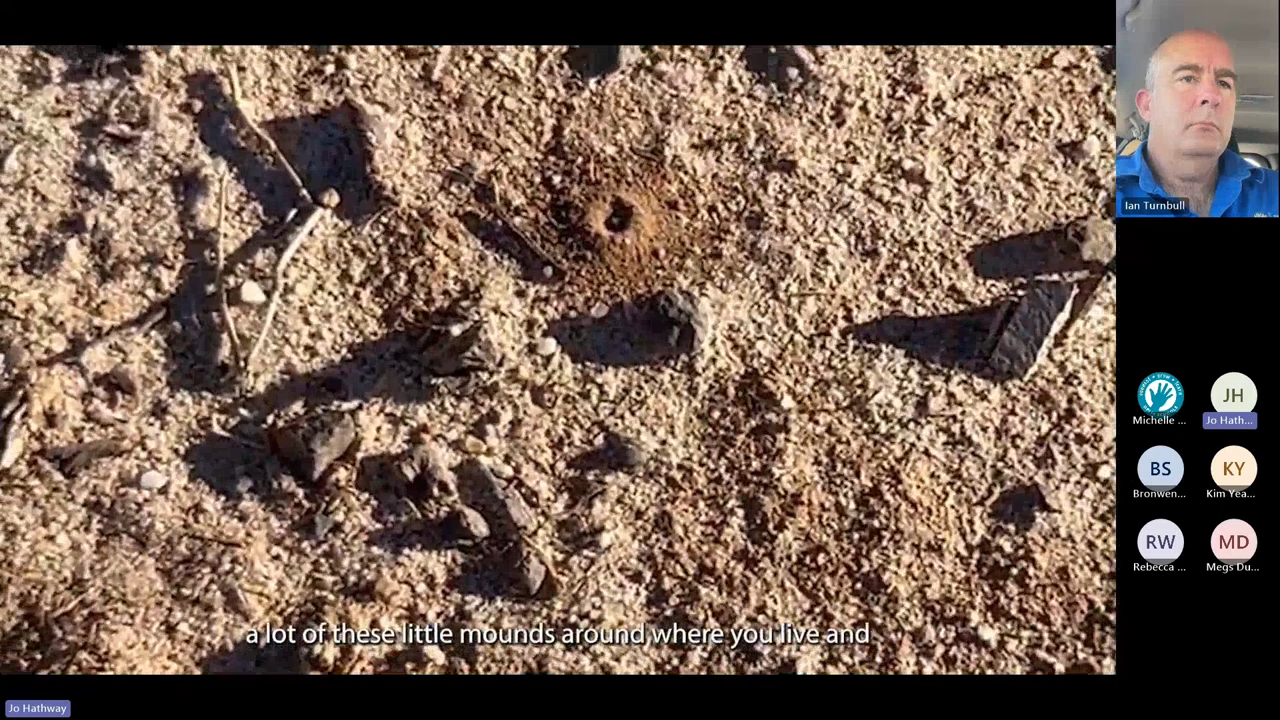 Ian Turnbull
Michelle ...
JH
Jo Hath...
BS
Bronwen...
KY
Kim Yea...
RW
Rebecca ...
MD
Megs Du...
a lot of these little mounds around where you live and
Jo Hathway